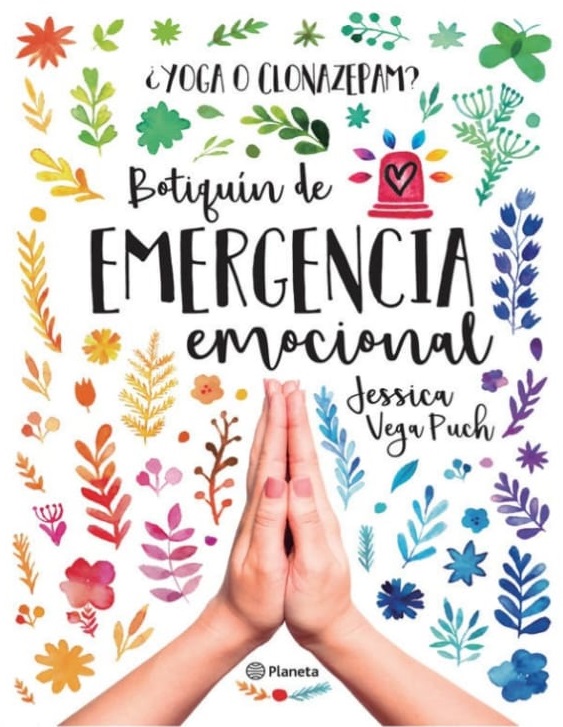 ¿YOGA O CLONAZEPAM?
Botiquín de
EMERGENCIA
emocional
Jessica
Vega Puch
Planeta